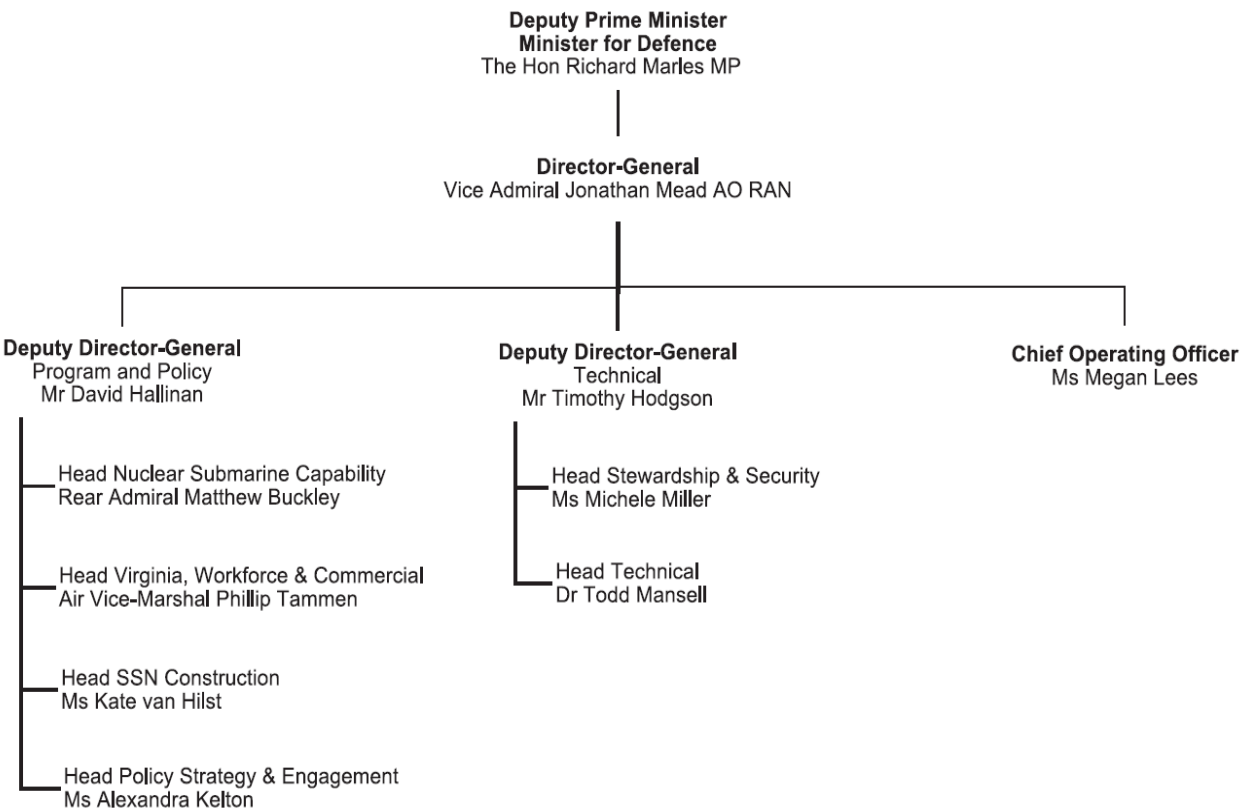 Deputy Prime Minister
Minister for Defence
The Hon Richard Marles MP
Director-General
Vice Admiral Jonathan Mead AO RAN
Deputy Director-General
Program and Policy
Mr David Hallinan
Head Nuclear Submarine Capability
Rear Admiral Matthew Buckley
Head Virginia, Workforce & Commercial
Air Vice-Marshal Phillip Tammen
Head SSN Construction
Ms Kate van Hilst
Head Policy Strategy & Engagement
Ms Alexandra Kelton
Deputy Director-General
Technical
Mr Timothy Hodgson
Head Stewardship & Security
Ms Michele Miller
Head Technical
Dr Todd Mansell
Chief Operating Officer
Ms Megan Lees